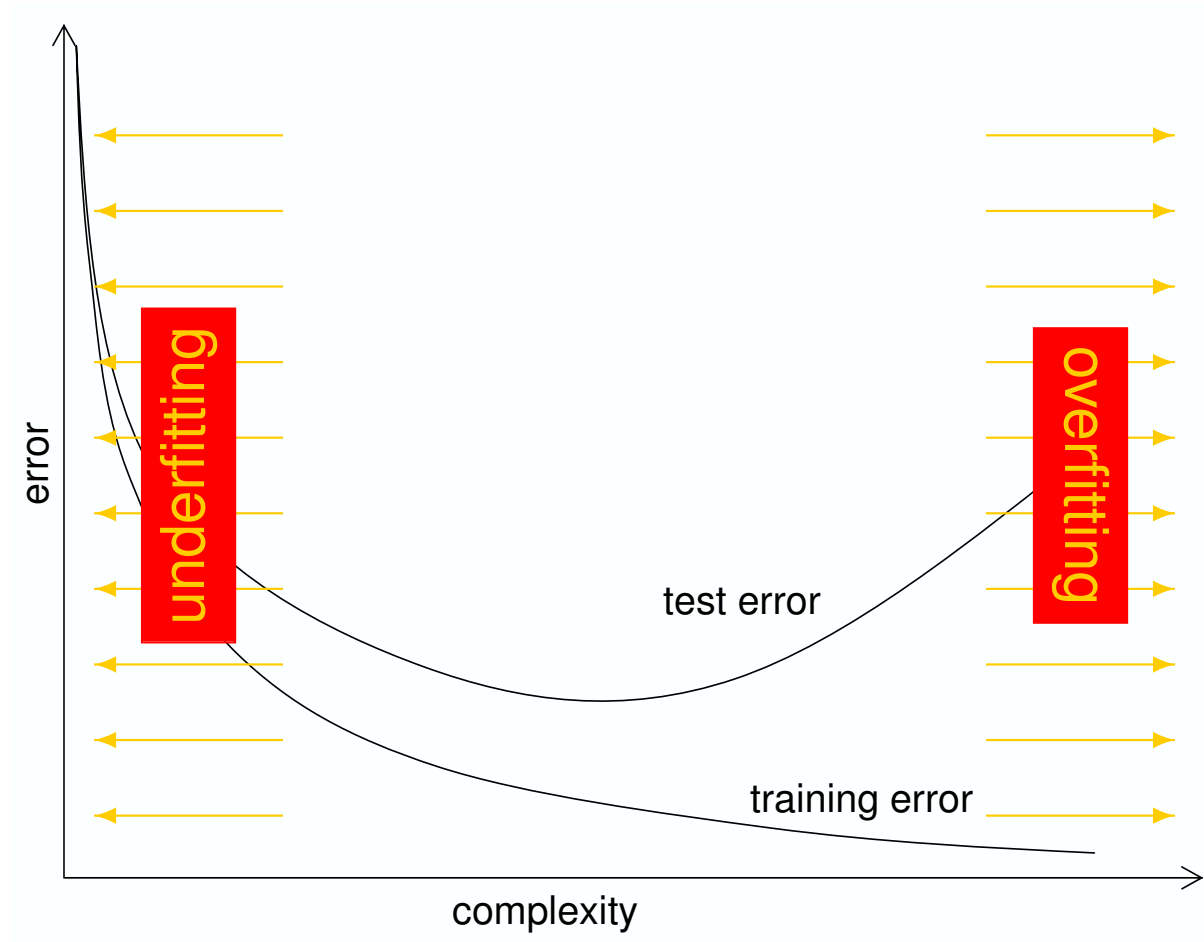 error
underfitting
overfitting
test error
training error
complexity